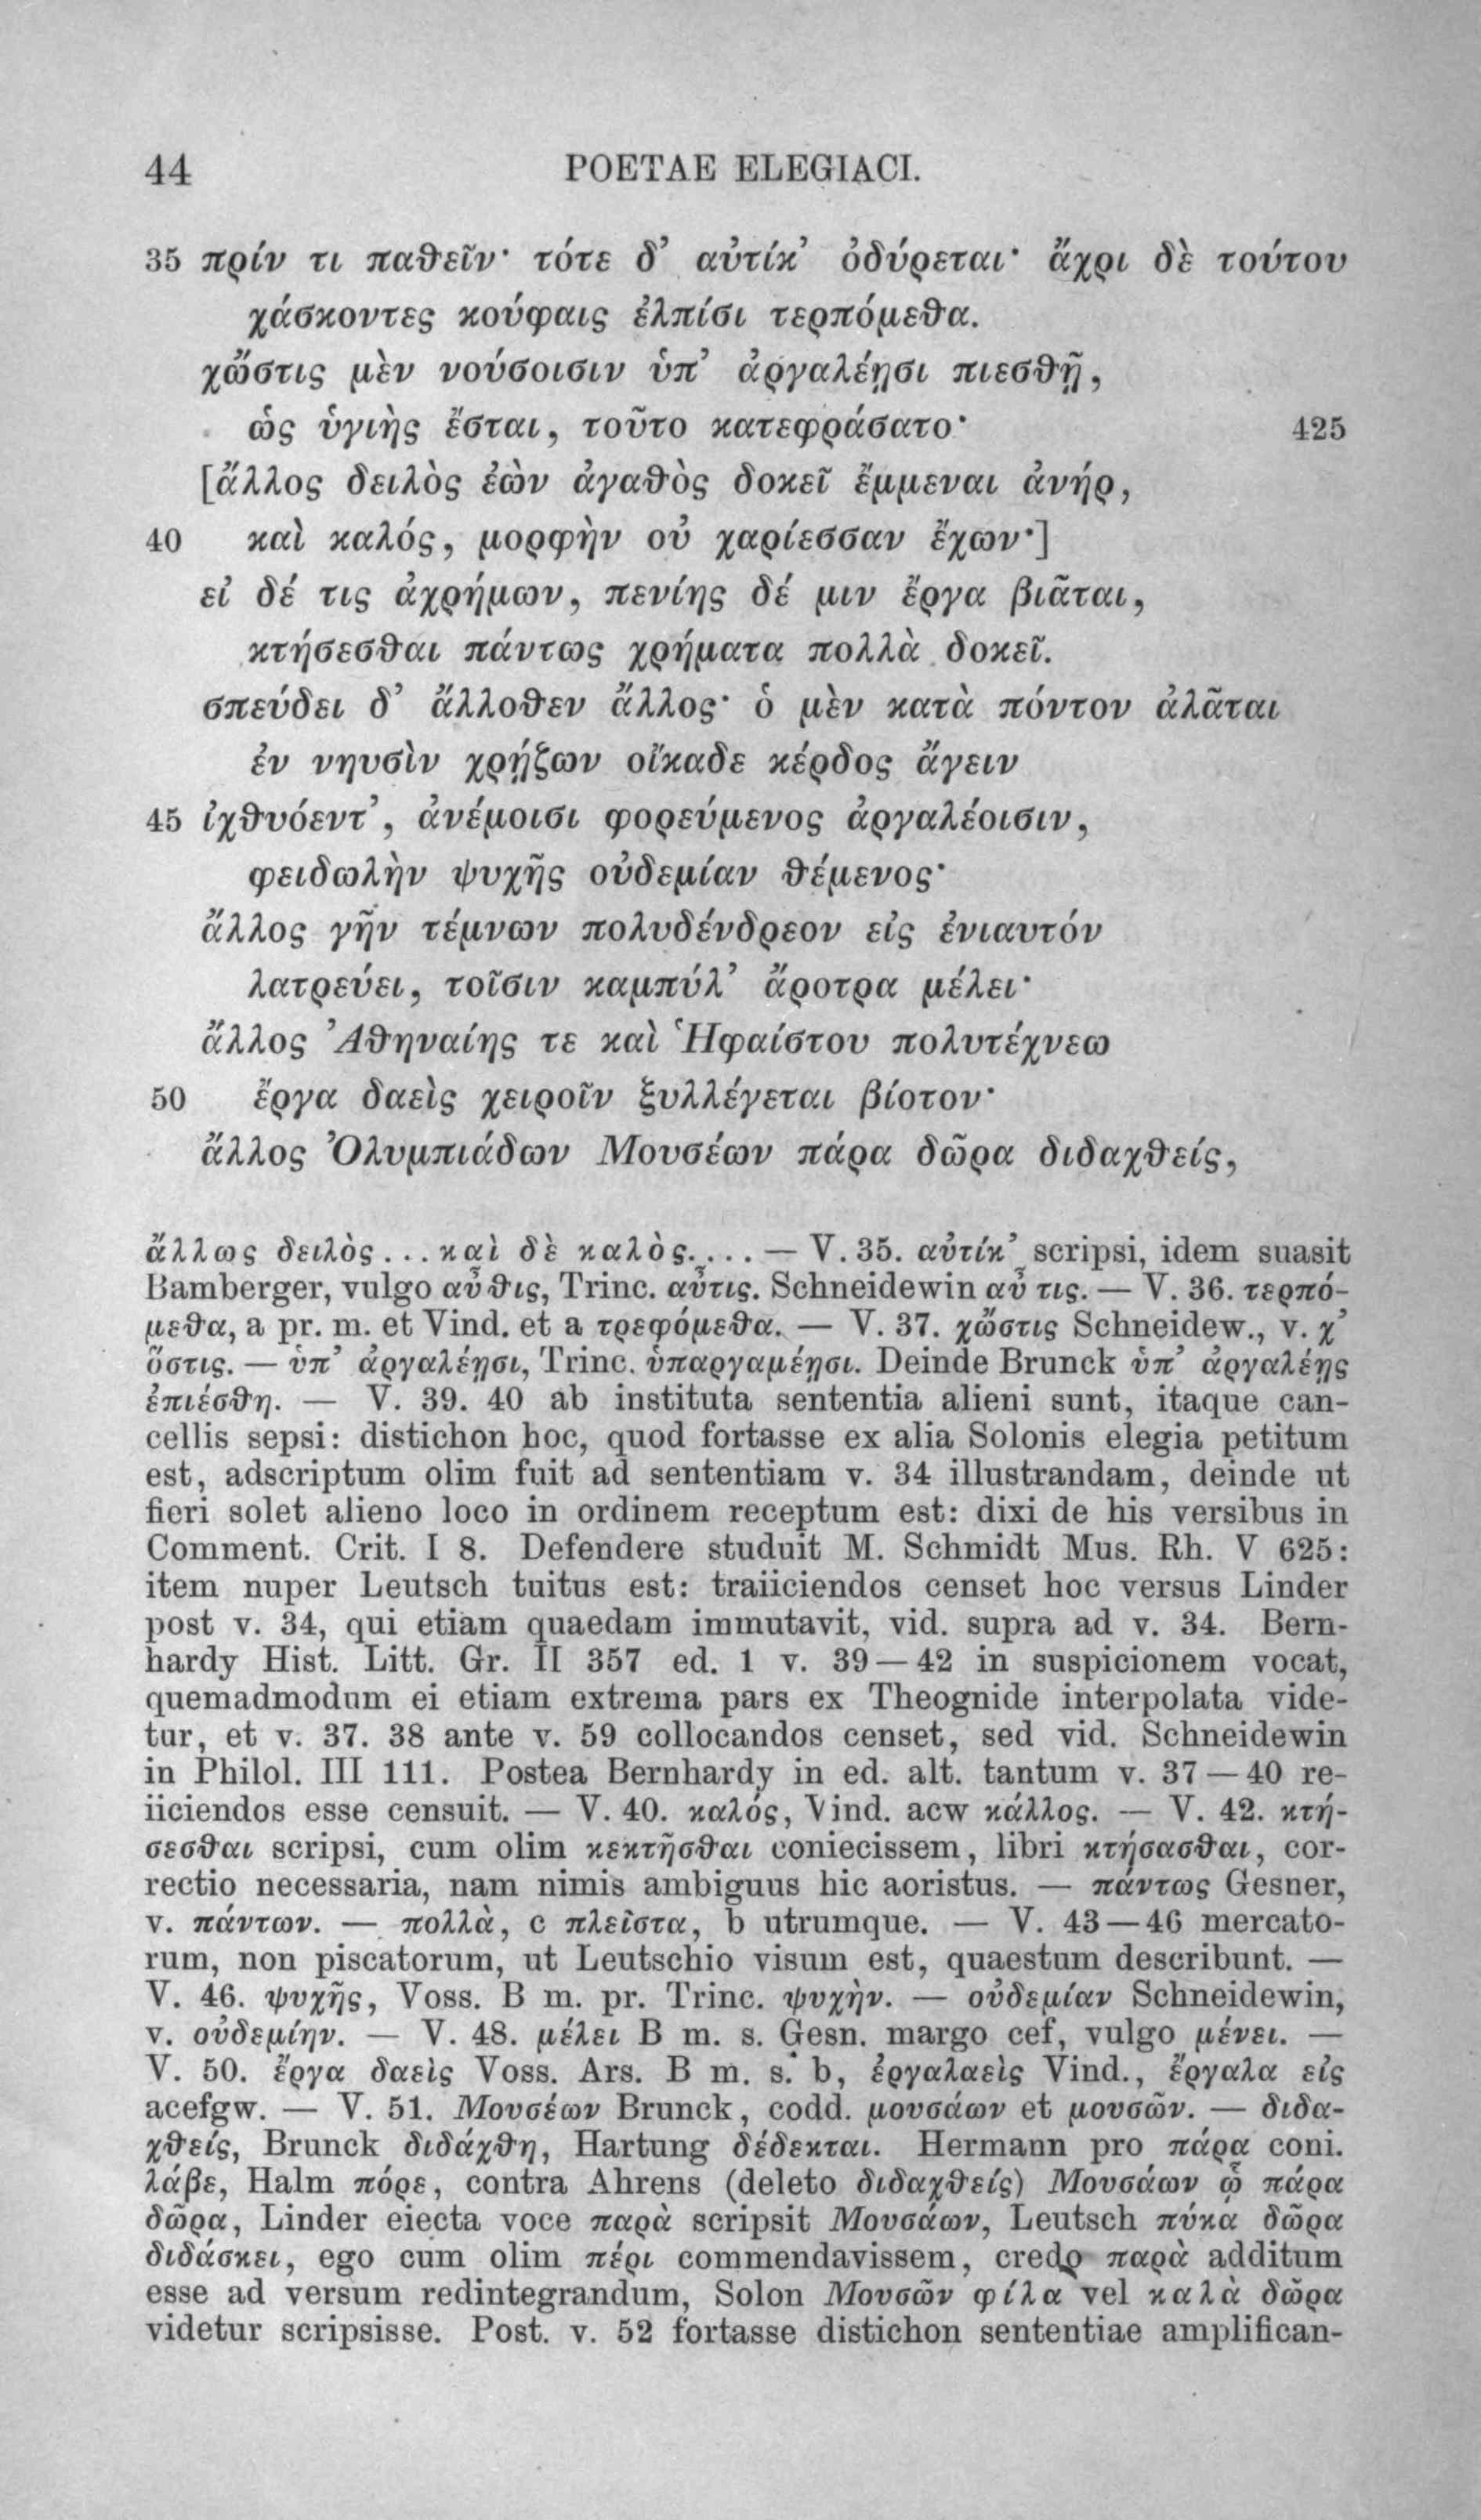 44 POETAE ELEGIACI.
35 πρίν τι παθεῖν· τότε δ’ αὐτίκ’ ὀδύρεται· ἄχρι δὲ τούτου
χάσκοντες κούφαις ἐλπίσι τερπόμεθα.
χὤστις μὲν νούσοισιν ὑπ’ ἀργαλέῃσι πιεσθῇ,
ὡς ὑγιὴς ἔσται, τοῦτο κατεφράσατο· 425
[ἄλλος δειλὸς ἐὼν ἀγαθὸς δοκεῖ ἔμμεναι ἀνήρ,
40 καὶ καλός, μορφὴν οὐ χαρίεσσαν ἔχων·]
εἰ δέ τις ἀχρήμων, πενίης δέ μιν ἔργα βιᾶται,
κτήσεσθαι πάντως χρήματα πολλὰ δοκεῖ.
σπεύδει δ’ ἄλλοθεν ἄλλος· ὁ μὲν κατὰ πόντον ἀλᾶται
ἐν νηυσὶν χρῄζων οἴκαδε κέρδος ἄγειν
45 ἰχθυόεντ’, ἀνέμοισι φορεύμενος ἀργαλέοισιν,
φειδωλὴν ψυχῆς οὐδεμίαν θέμενος·
ἄλλος γῆν τέμνων πολυδένδρεον εἰς ἐνιαυτόν
λατρεύει, τοῖσιν καμπύλ’ ἄροτρα μέλει·
ἄλλος Ἀθηναίης τε καὶ Ἡφαίστου πολυτέχνεω
50 ἔργα δαεὶς χειροῖν ξυλλέγεται βίοτον·
ἄλλος Ὀλυμπιάδων Μουσέων πάρα δῶρα διδαχθείς,
ἄλλως δειλὸς ... καὶ δὲ καλὸς.... — V. 35. αὐτίκ’ scripsi, idem suasit
Bamberger, vulgo αὖθις, Trinc. αὖτις. Schneidewin αὖ τις. — V. 36. τερπό-
μεθα, a pr. m. et Vind. et a τρεφόμεθα. — V. 37. χὤστις Schneidew., v. χ’
ὅστις. — ὑπ’ ἀργαλέῃσι, Trinc. ὑπαργαμέῃσι. Deinde Brunck ὑπ’ ἀργαλέῃς
ἐπιέσθη. — V. 39. 40 ab instituta sententia alieni sunt, itaque can-
cellis sepsi: distichon hoc, quod fortasse ex alia Solonis elegia petitum
est, adscriptum olim fuit ad sententiam v. 34 illustrandam, deinde ut
fieri solet alieno loco in ordinem receptum est: dixi de his versibus in
Comment. Crit. I 8. Defendere studuit M. Schmidt Mus. Rh. V 625:
item nuper Leutsch tuitus est: traiiciendos censet hoc versus Linder
post v. 34, qui etiam quaedam immutavit, vid. supra ad v. 34. Bern-
hardy Hist. Litt. Gr. II 357 ed. 1 v. 39—42 in suspicionem vocat,
quemadmodum ei etiam extrema pars ex Theognide interpolata vide-
tur, et v. 37. 38 ante v. 59 collocandos censet, sed vid. Schneidewin
in Philol. III 111. Postea Bernhardy in ed. alt. tantum v. 37—40 re-
iiciendos esse censuit. — V. 40. καλός, Vind. acw κάλλος. — V. 42. κτή-
σεσθαι scripsi, cum olim κεκτῆσθαι coniecissem, libri κτήσασθαι, cor-
rectio necessaria, nam nimis ambiguus hic aoristus. — πάντως Gesner,
v. πάντων. — πολλὰ, c πλεῖστα, b utrumque. — V. 43—46 mercato-
rum, non piscatorum, ut Leutschio visum est, quaestum describunt. —
V. 46. ψυχῆς, Voss. B m. pr. Trinc. ψυχὴν. — οὐδεμίαν Schneidewin,
v. οὐδεμίην. — V. 48. μέλει B m. s. Gesn. margo cef, vulgo μένει. —
V. 50. ἔργα δαεὶς Voss. Ars. B m. s. b, ἐργαλαεὶς Vind., ἔργαλα εἰς
acefgw. — V. 51. Μουσέων Brunck, codd. μουσάων et μουσῶν. — διδα-
χθείς, Brunck διδάχθη, Hartung δέδεκται. Hermann pro πάρα coni.
λάβε, Halm πόρε, contra Ahrens (deleto διδαχθείς) Μουσάων ᾧ πάρα
δῶρα, Linder eiecta voce παρὰ scripsit Μουσάων, Leutsch πύκα δῶρα
διδάσκει, ego cum olim πέρι commendavissem, credo παρὰ additum
esse ad versum redintegrandum, Solon Μουσῶν φίλα vel καλὰ δῶρα
videtur scripsisse. Post. v. 52 fortasse distichon sententiae amplifican-